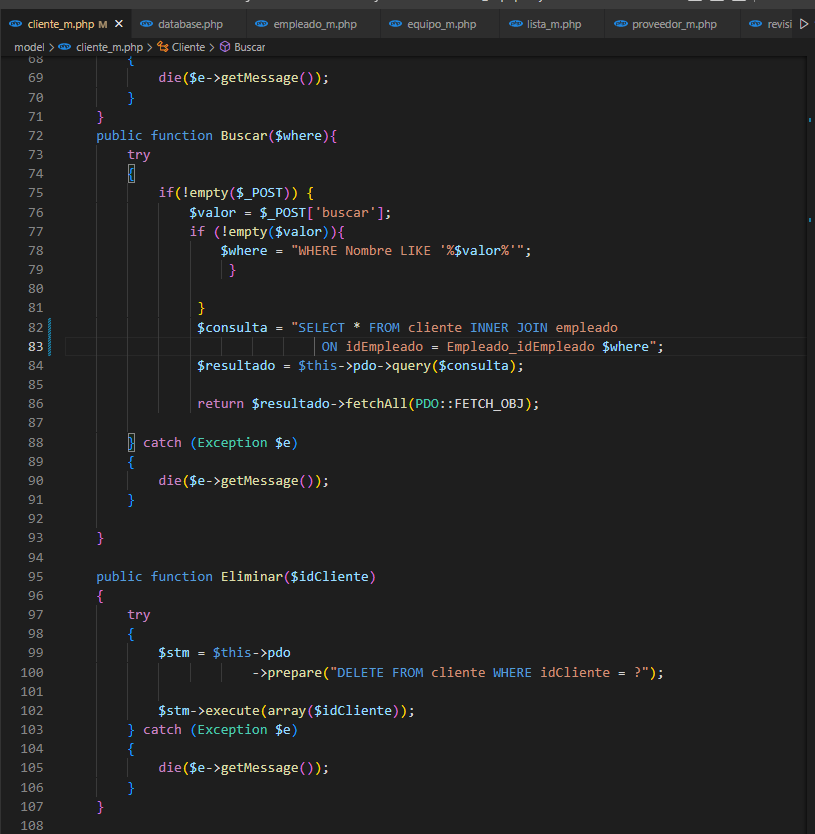 cliente_m.php M
database.php
empleado_m.php
equipo_m.php
lista_m.php
proveedor_m.php
revisi
model > cliente_m.php > Cliente > Buscar
68 {
69 die($e->getMessage());
70 }
71 }
72 public function Buscar($where){
73 try
74 {
75 if(!empty($_POST)) {
76 $valor = $_POST['buscar'];
77 if (!empty($valor)){
78 $where = "WHERE Nombre LIKE '%$valor%'";
79 }
80
81 }
82 $consulta = "SELECT * FROM cliente INNER JOIN empleado
83 ON idEmpleado = Empleado_idEmpleado $where";
84 $resultado = $this->pdo->query($consulta);
85
86 return $resultado->fetchAll(PDO::FETCH_OBJ);
87
88 } catch (Exception $e)
89 {
90 die($e->getMessage());
91 }
92
93 }
94
95 public function Eliminar($idCliente)
96 {
97 try
98 {
99 $stm = $this->pdo
100 ->prepare("DELETE FROM cliente WHERE idCliente = ?");
101
102 $stm->execute(array($idCliente));
103 } catch (Exception $e)
104 {
105 die($e->getMessage());
106 }
107 }
108